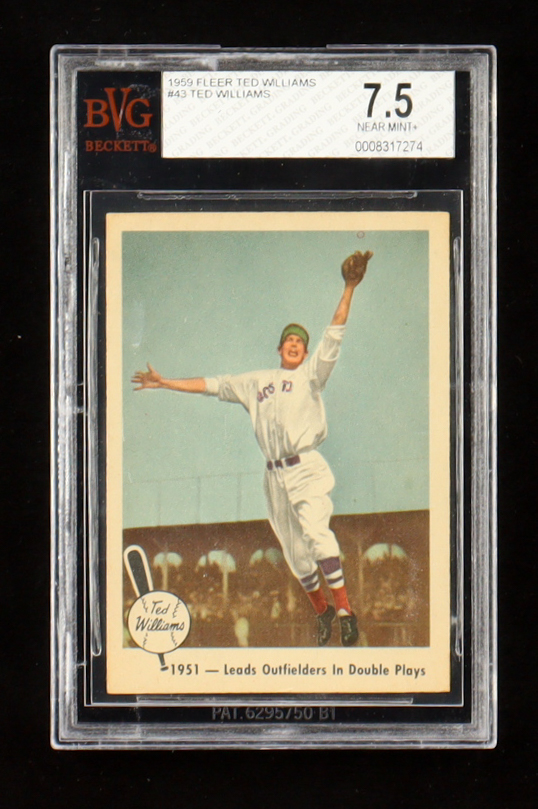 BVG
BECKETT
1959 FLEER TED WILLIAMS
#43 TED WILLIAMS
7.5
NEAR MINT+
0008317274
Ted
Williams
1951 — Leads Outfielders In Double Plays
PAT.6295750 B1